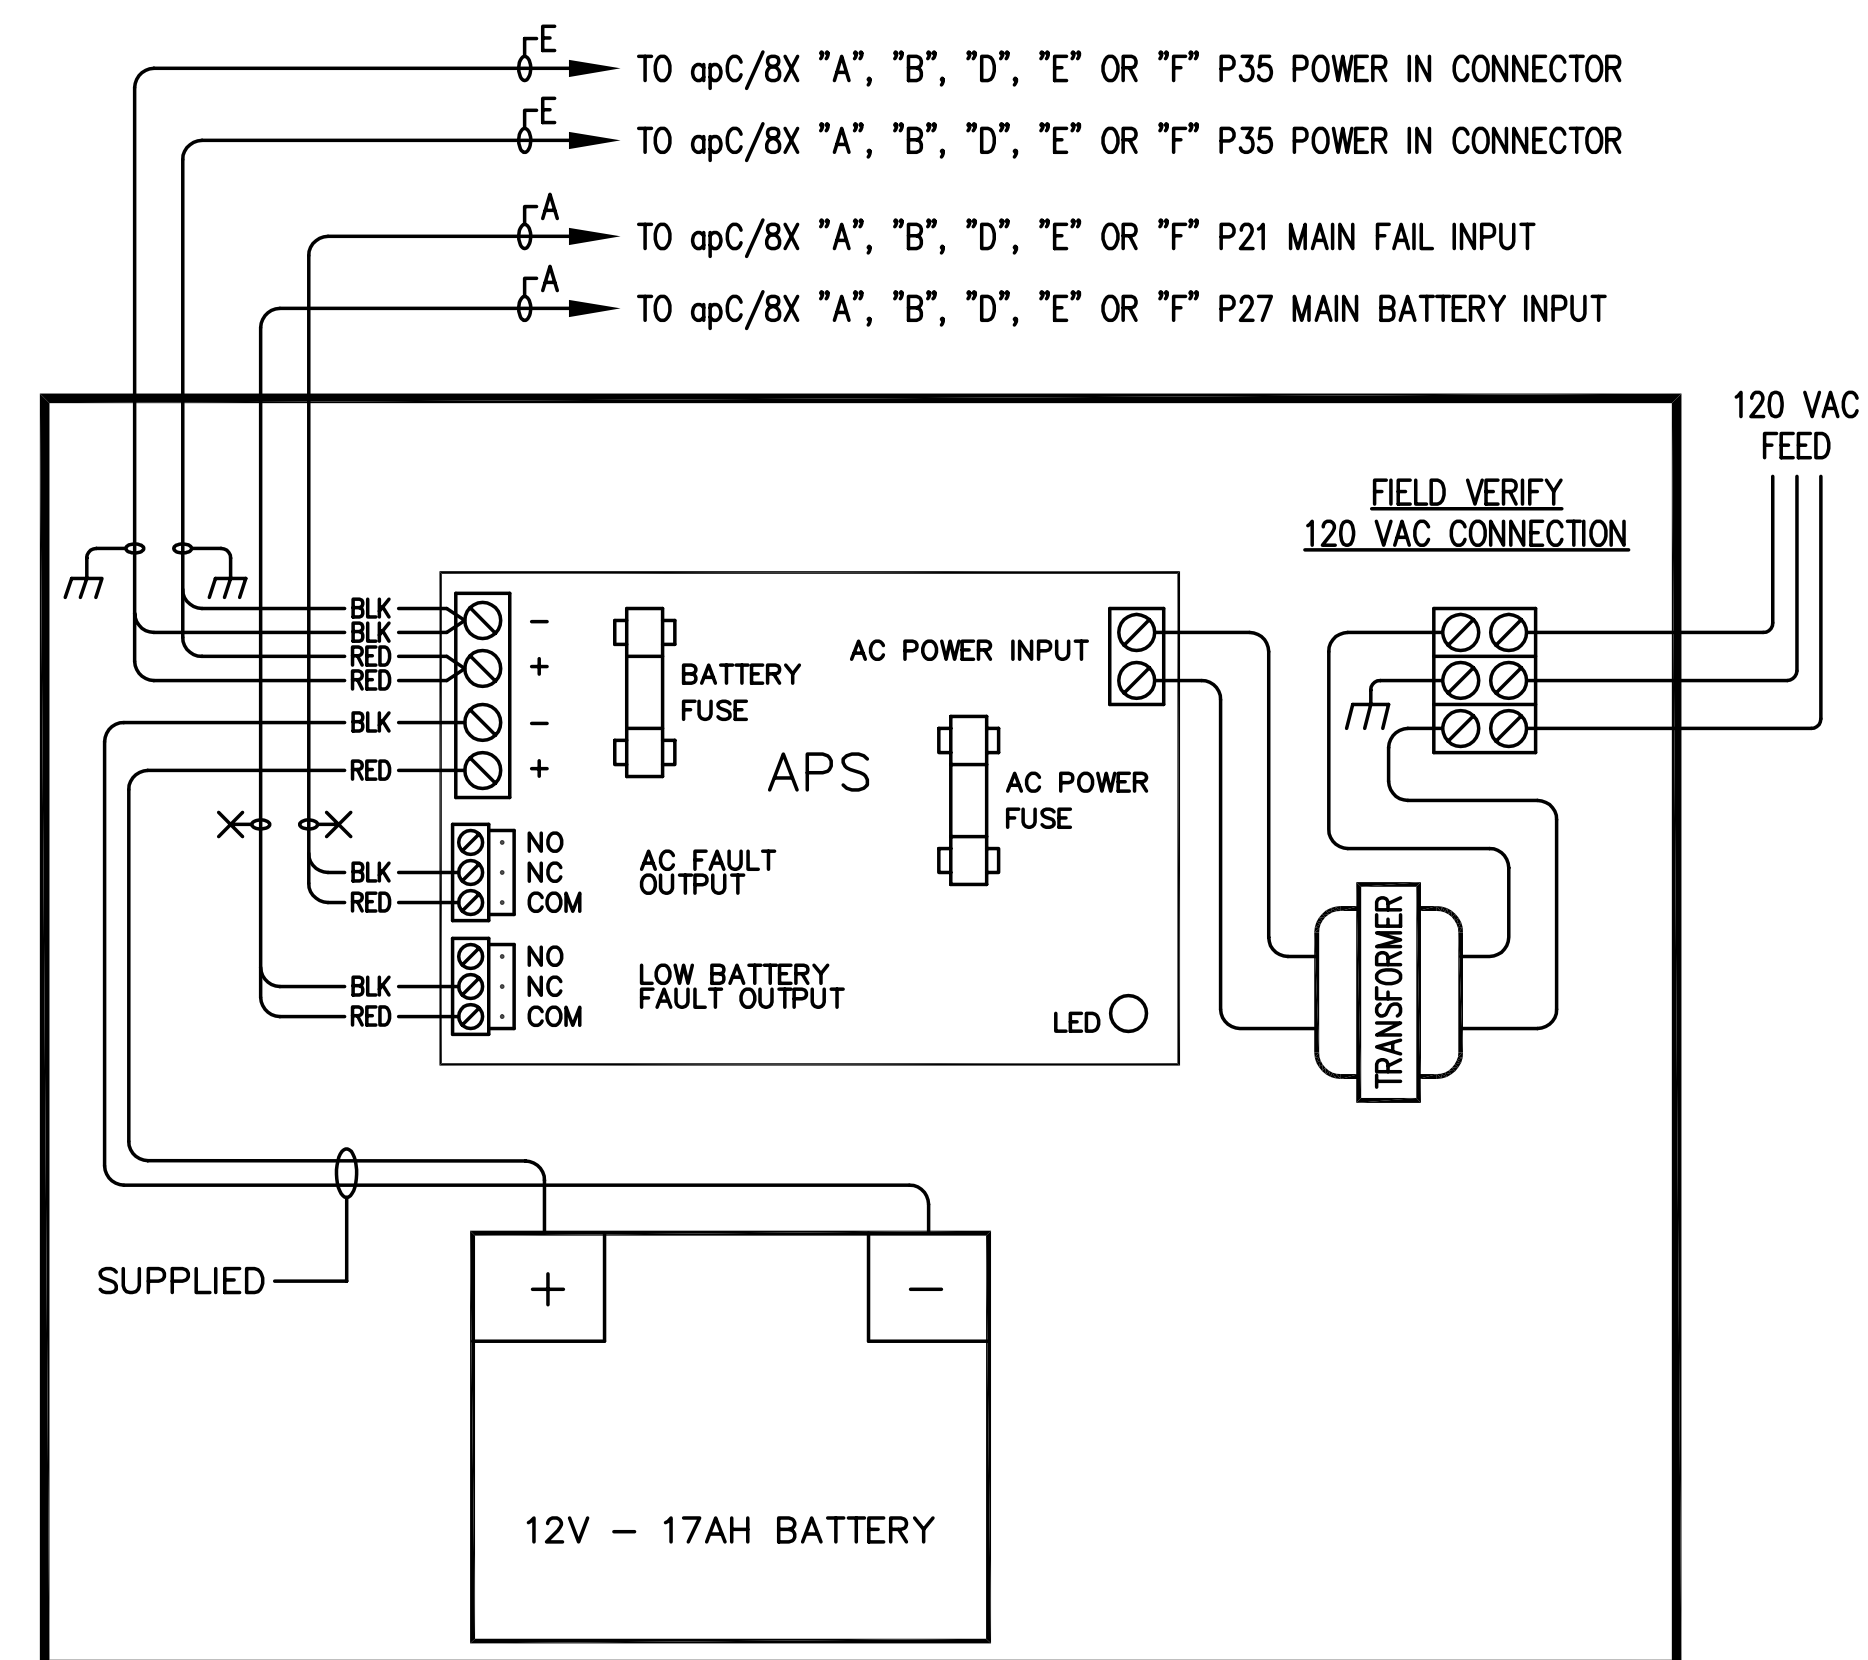 E
TO apC/8X "A", "B", "D", "E" OR "F" P35 POWER IN CONNECTOR
E
TO apC/8X "A", "B", "D", "E" OR "F" P35 POWER IN CONNECTOR
A
TO apC/8X "A", "B", "D", "E" OR "F" P21 MAIN FAIL INPUT
A
TO apC/8X "A", "B", "D", "E" OR "F" P27 MAIN BATTERY INPUT
120 VAC
FEED
FIELD VERIFY
120 VAC CONNECTION
BLK
BLK
RED
RED
BLK
RED
-
+
-
+
BATTERY
FUSE
AC POWER INPUT
APS
AC POWER
FUSE
BLK
RED
NO
NC
COM
AC FAULT
OUTPUT
BLK
RED
NO
NC
COM
LOW BATTERY
FAULT OUTPUT
LED
TRANSFORMER
SUPPLIED
+
-
12V - 17AH BATTERY